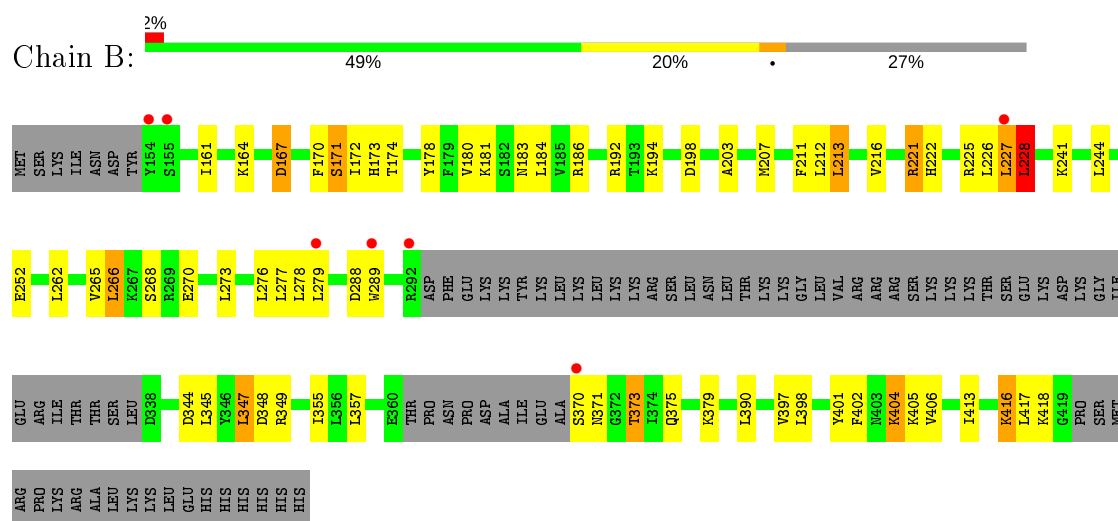 2%
Chain B:
49% 20% • 27%
MET SER LYS ILE ASN ASP TYR Y154 S155 I161 K164 D167 F170 S171 I172 H173 T174 Y178 F179 V180 K181 S182 N183 L184 V185 R186 R192 T193 K194 D198 A203 M207 F211 L212 L213 V216 R221 H222 R225 L226 L227 L228 K241 L244
E252 L262 V265 L266 K267 S268 R269 E270 L273 L276 L277 L278 L279 D288 W289 R292 ASP PHE GLU LYS LYS TYR LYS LEU LYS LEU LYS LYS ARG SER LEU ASN LEU THR LYS LYS GLY LEU VAL ARG ARG ARG SER LYS LYS LYS THR SER GLU LYS ASP LYS GLY ILE
GLU ARG ILE THR THR SER LEU D338 D344 L345 Y346 L347 D348 R349 I355 L356 L357 E360 THR PRO ASN PRO ASP ALA ILE GLU ALA S370 N371 G372 T373 I374 Q375 K379 L390 V397 L398 Y401 F402 N403 K404 K405 V406 I413 K416 L417 K418 G419 PRO SER MET
ARG PRO LYS ARG ALA LEU LYS LYS LEU GLU HIS HIS HIS HIS HIS HIS